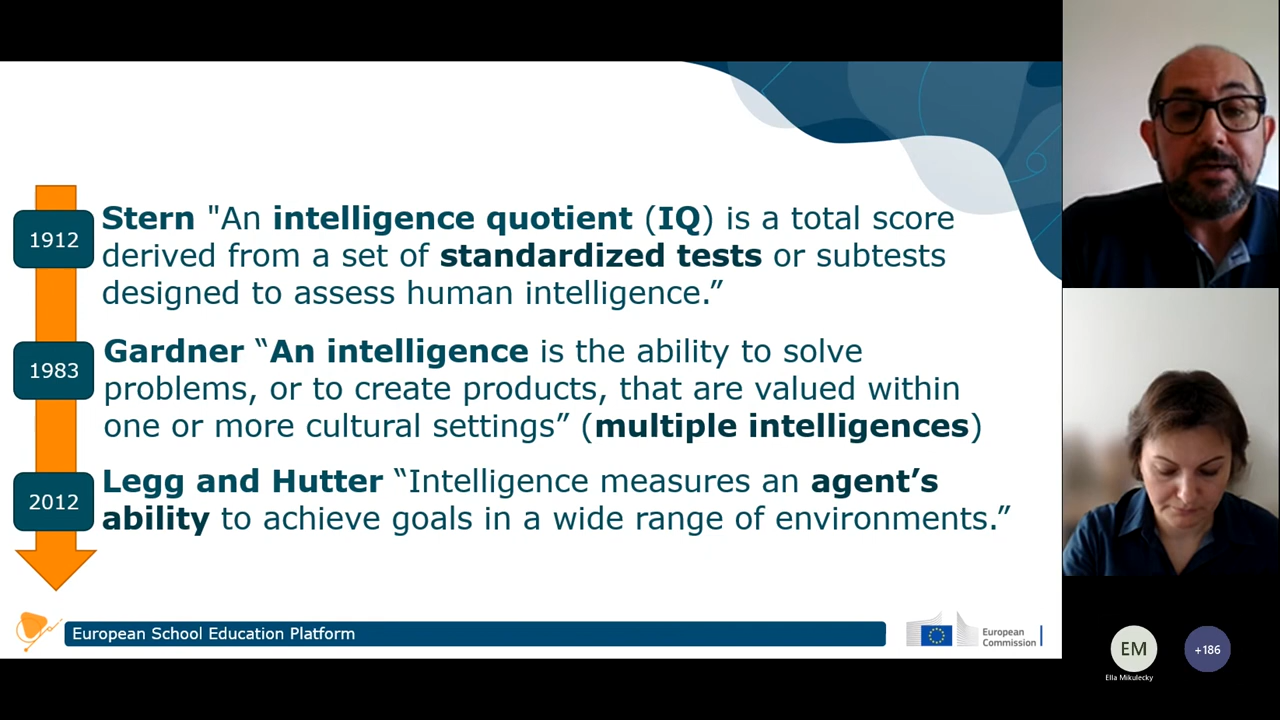 1912
Stern "An intelligence quotient (IQ) is a total score
derived from a set of standardized tests or subtests
designed to assess human intelligence.”
1983
Gardner “An intelligence is the ability to solve
problems, or to create products, that are valued within
one or more cultural settings” (multiple intelligences)
2012
Legg and Hutter “Intelligence measures an agent’s
ability to achieve goals in a wide range of environments.”
European School Education Platform
European
Commission
EM
+186
Ella Mikulecky